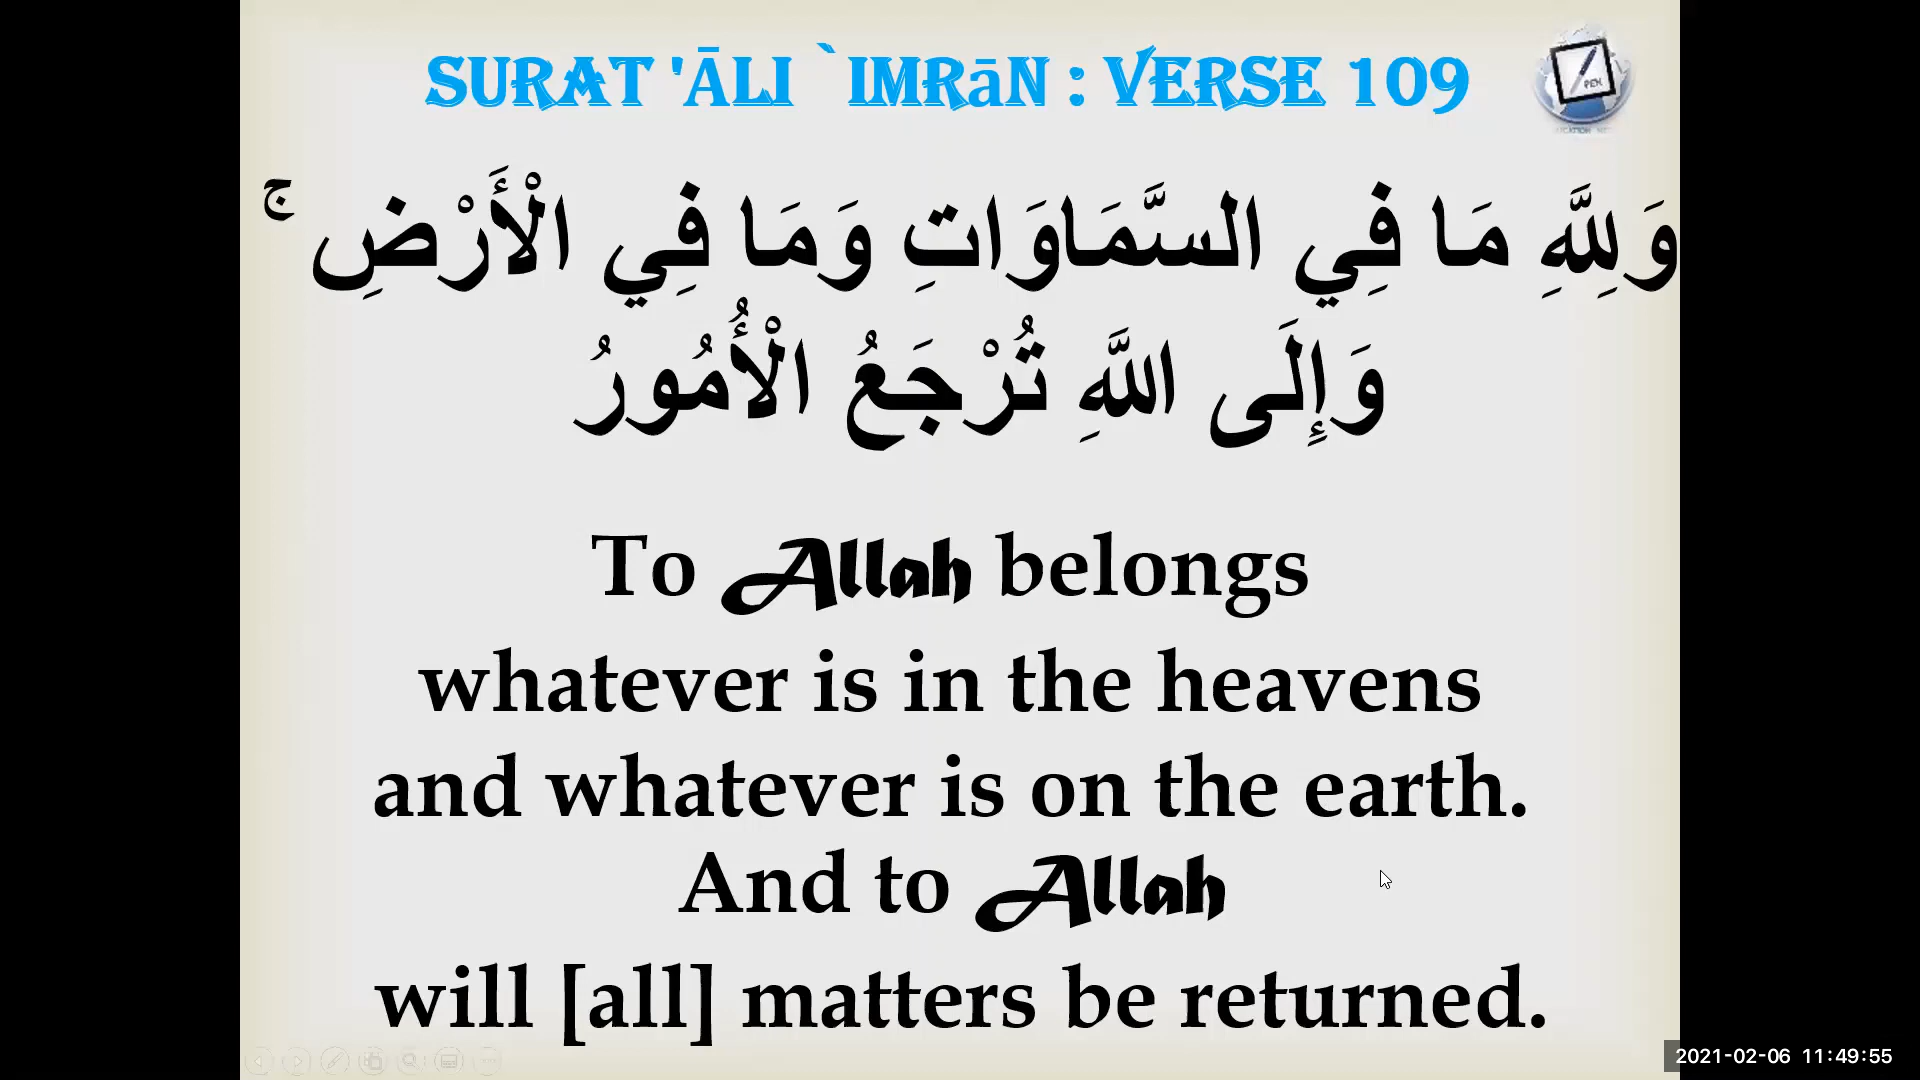 SURAT 'ĀLI `IMRāN : VERSE 109
PEN
وَلِلَّهِ مَا فِي السَّمَاوَاتِ وَمَا فِي الْأَرْضِ ۚ
وَإِلَى اللَّهِ تُرْجَعُ الْأُمُورُ
To Allah belongs
whatever is in the heavens
and whatever is on the earth.
And to Allah
will [all] matters be returned.
2021-02-06 11:49:55